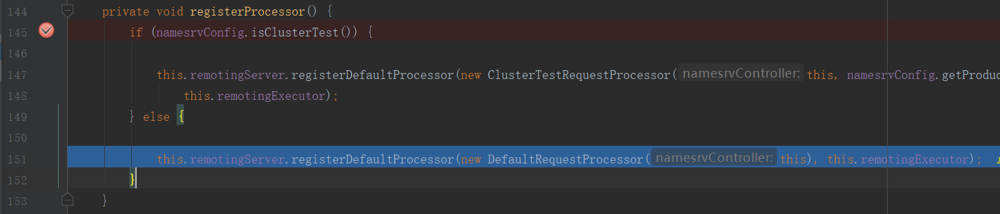 144 private void registerProcessor() {
145 if (namesrvConfig.isClusterTest()) {
146
147 this.remotingServer.registerDefaultProcessor(new ClusterTestRequestProcessor( namesrvController: this, namesrvConfig.getProduc
148 this.remotingExecutor);
149 } else {
150
151 this.remotingServer.registerDefaultProcessor(new DefaultRequestProcessor( namesrvController: this), this.remotingExecutor);
152 }
153 }